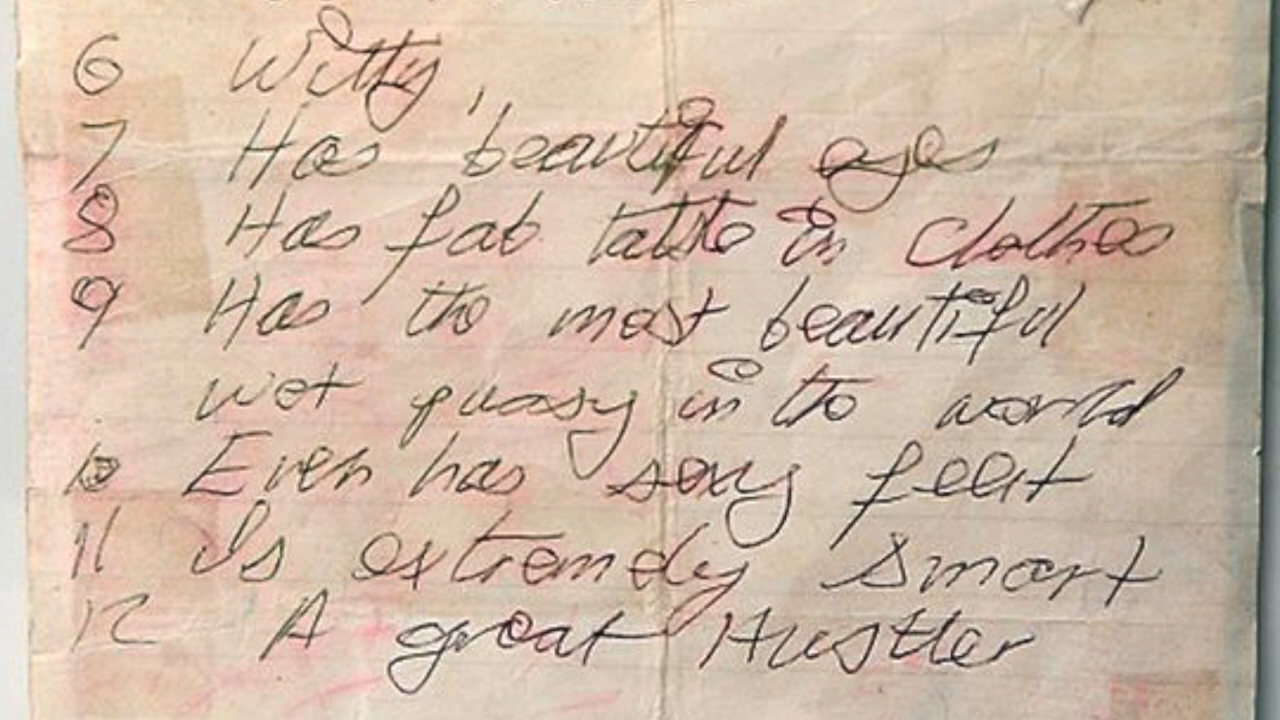 6 Witty
7 Has beautiful eyes
8 Has fab taste in clothes
9 Has the most beautiful
wet pussy in the world
10 Even has sexy feet
11 Is extremely smart
12 A great Hustler